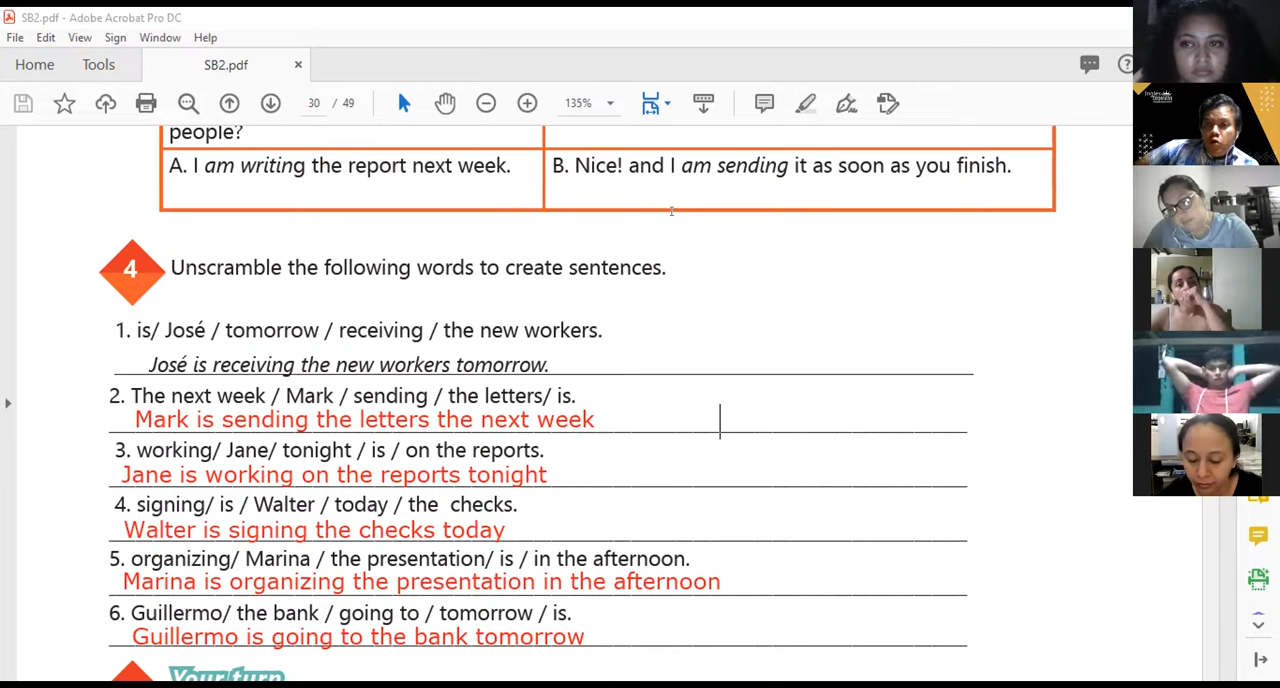 SB2.pdf - Adobe Acrobat Pro DC
File Edit View Sign Window Help
Home Tools SB2.pdf ×
30 / 49 135%
people?
A. I am writing the report next week. B. Nice! and I am sending it as soon as you finish.
4 Unscramble the following words to create sentences.
1. is/ José / tomorrow / receiving / the new workers.
José is receiving the new workers tomorrow.
2. The next week / Mark / sending / the letters/ is.
Mark is sending the letters the next week
3. working/ Jane/ tonight / is / on the reports.
Jane is working on the reports tonight
4. signing/ is / Walter / today / the checks.
Walter is signing the checks today
5. organizing/ Marina / the presentation/ is / in the afternoon.
Marina is organizing the presentation in the afternoon
6. Guillermo/ the bank / going to / tomorrow / is.
Guillermo is going to the bank tomorrow
Your turn